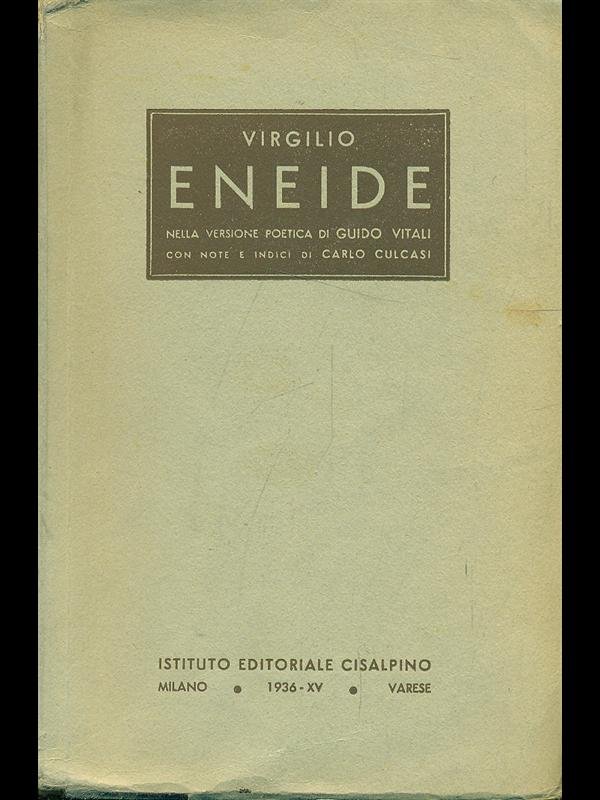 VIRGILIO
ENEIDE
NELLA VERSIONE POETICA DI GUIDO VITALI
CON NOTE E INDICI DI CARLO CULCASI
ISTITUTO EDITORIALE CISALPINO
MILANO • 1936-XV • VARESE